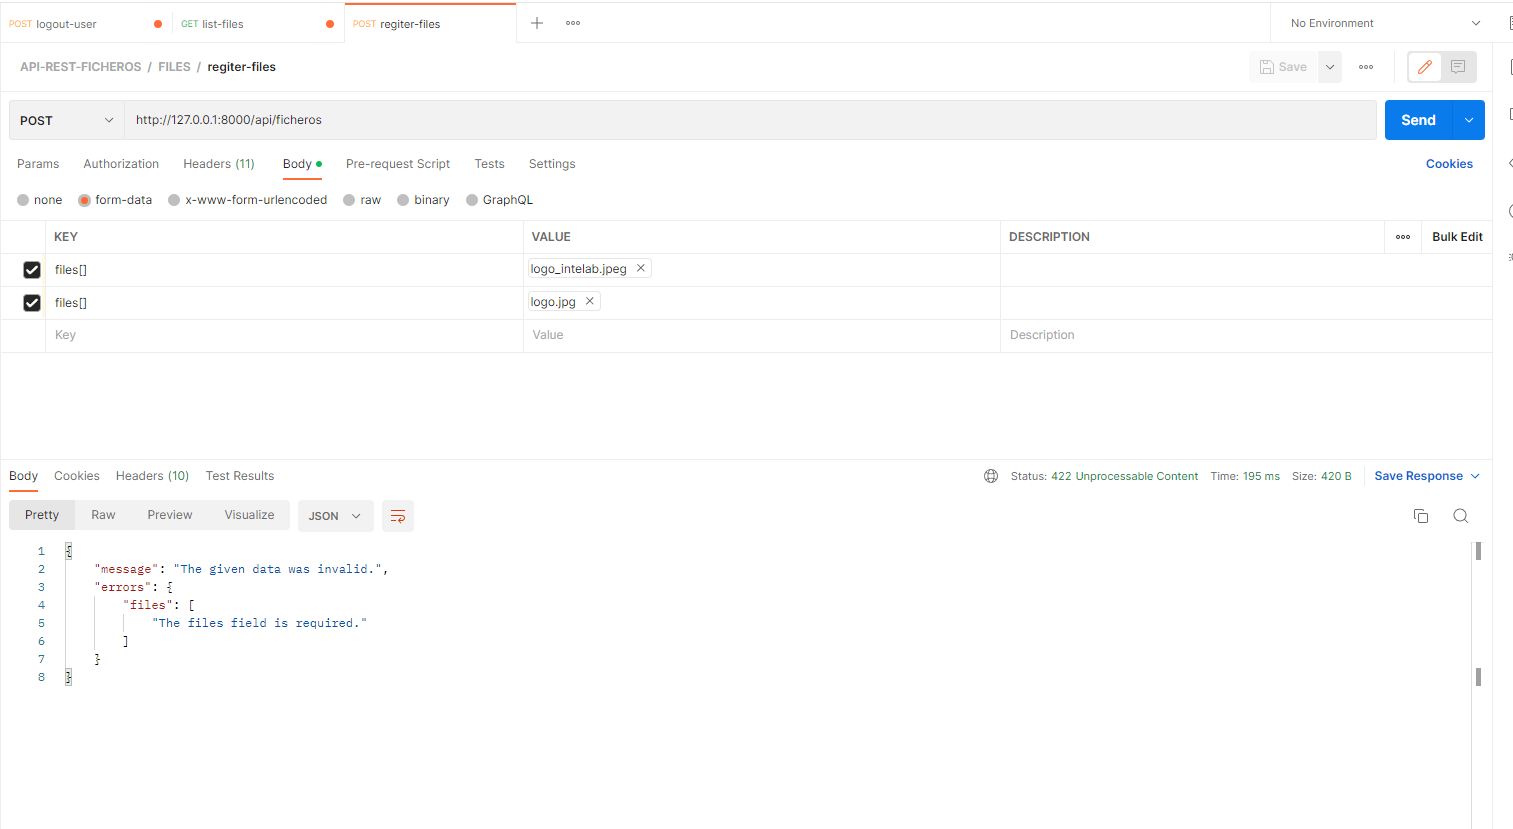 POST logout-user GET list-files POST regiter-files No Environment
API-REST-FICHEROS / FILES / regiter-files Save
POST http://127.0.0.1:8000/api/ficheros Send
Params Authorization Headers (11) Body Pre-request Script Tests Settings Cookies
none form-data x-www-form-urlencoded raw binary GraphQL
KEY VALUE DESCRIPTION Bulk Edit
files[] logo_intelab.jpeg
files[] logo.jpg
Key Value Description
Body Cookies Headers (10) Test Results Status: 422 Unprocessable Content Time: 195 ms Size: 420 B Save Response
Pretty Raw Preview Visualize JSON
1 {
2 "message": "The given data was invalid.",
3 "errors": {
4 "files": [
5 "The files field is required."
6 ]
7 }
8 }